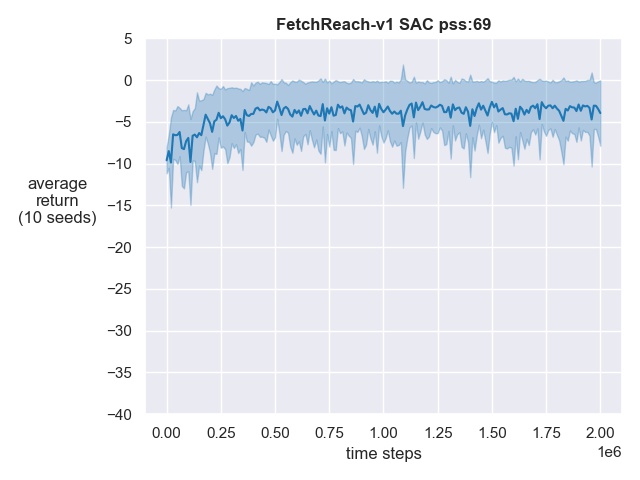 FetchReach-v1 SAC pss:69
5
0
−5
−10
−15
−20
−25
−30
−35
−40
average
return
(10 seeds)
0.00 0.25 0.50 0.75 1.00 1.25 1.50 1.75 2.00
time steps
1e6